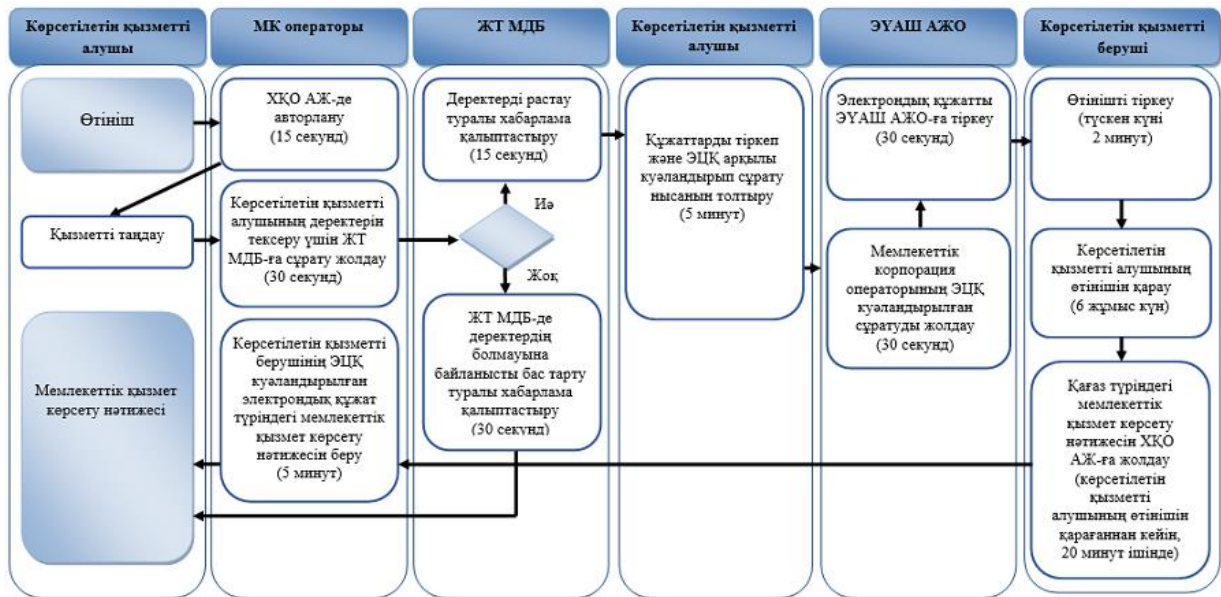 Көрсетілетін қызметті
алушы
МК операторы
ЖТ МДБ
Көрсетілетін қызметті
алушы
ЭҮАШ АЖО
Көрсетілетін қызметті
беруші
Өтініш
ХҚО АЖ-де
авторлану
(15 секунд)
Деректерді растау
туралы хабарлама
қалыптастыру
(15 секунд)
Құжаттарды тіркеп
және ЭЦҚ арқылы
куәландырып сұрату
нысанын толтыру
(5 минут)
Электрондық құжатты
ЭҮАШ АЖО-ға тіркеу
(30 секунд)
Өтінішті тіркеу
(түскен күні
2 минут)
Қызметті таңдау
Көрсетілетін қызметті
алушының деректерін
тексеру үшін ЖТ
МДБ-ға сұрату жолдау
(30 секунд)
Иә
Жоқ
Мемлекеттік
корпорация
операторының ЭЦҚ
куәландырылған
сұратуды жолдау
(30 секунд)
Көрсетілетін
қызметті алушының
өтінішін қарау
(6 жұмыс күн)
Мемлекеттік қызмет
көрсету нәтижесі
Көрсетілетін қызметті
берушінің ЭЦҚ
куәландырылған
электрондық құжат
түріндегі мемлекеттік
қызмет көрсету
нәтижесін беру
(5 минут)
ЖТ МДБ-де
деректердің
болмауына
байланысты бас тарту
туралы хабарлама
қалыптастыру
(30 секунд)
Қағаз түріндегі
мемлекеттік
қызмет көрсету
нәтижесін ХҚО
АЖ-ға жолдау
(көрсетілетін
қызметті
алушының өтінішін
қарағаннан кейін,
20 минут ішінде)